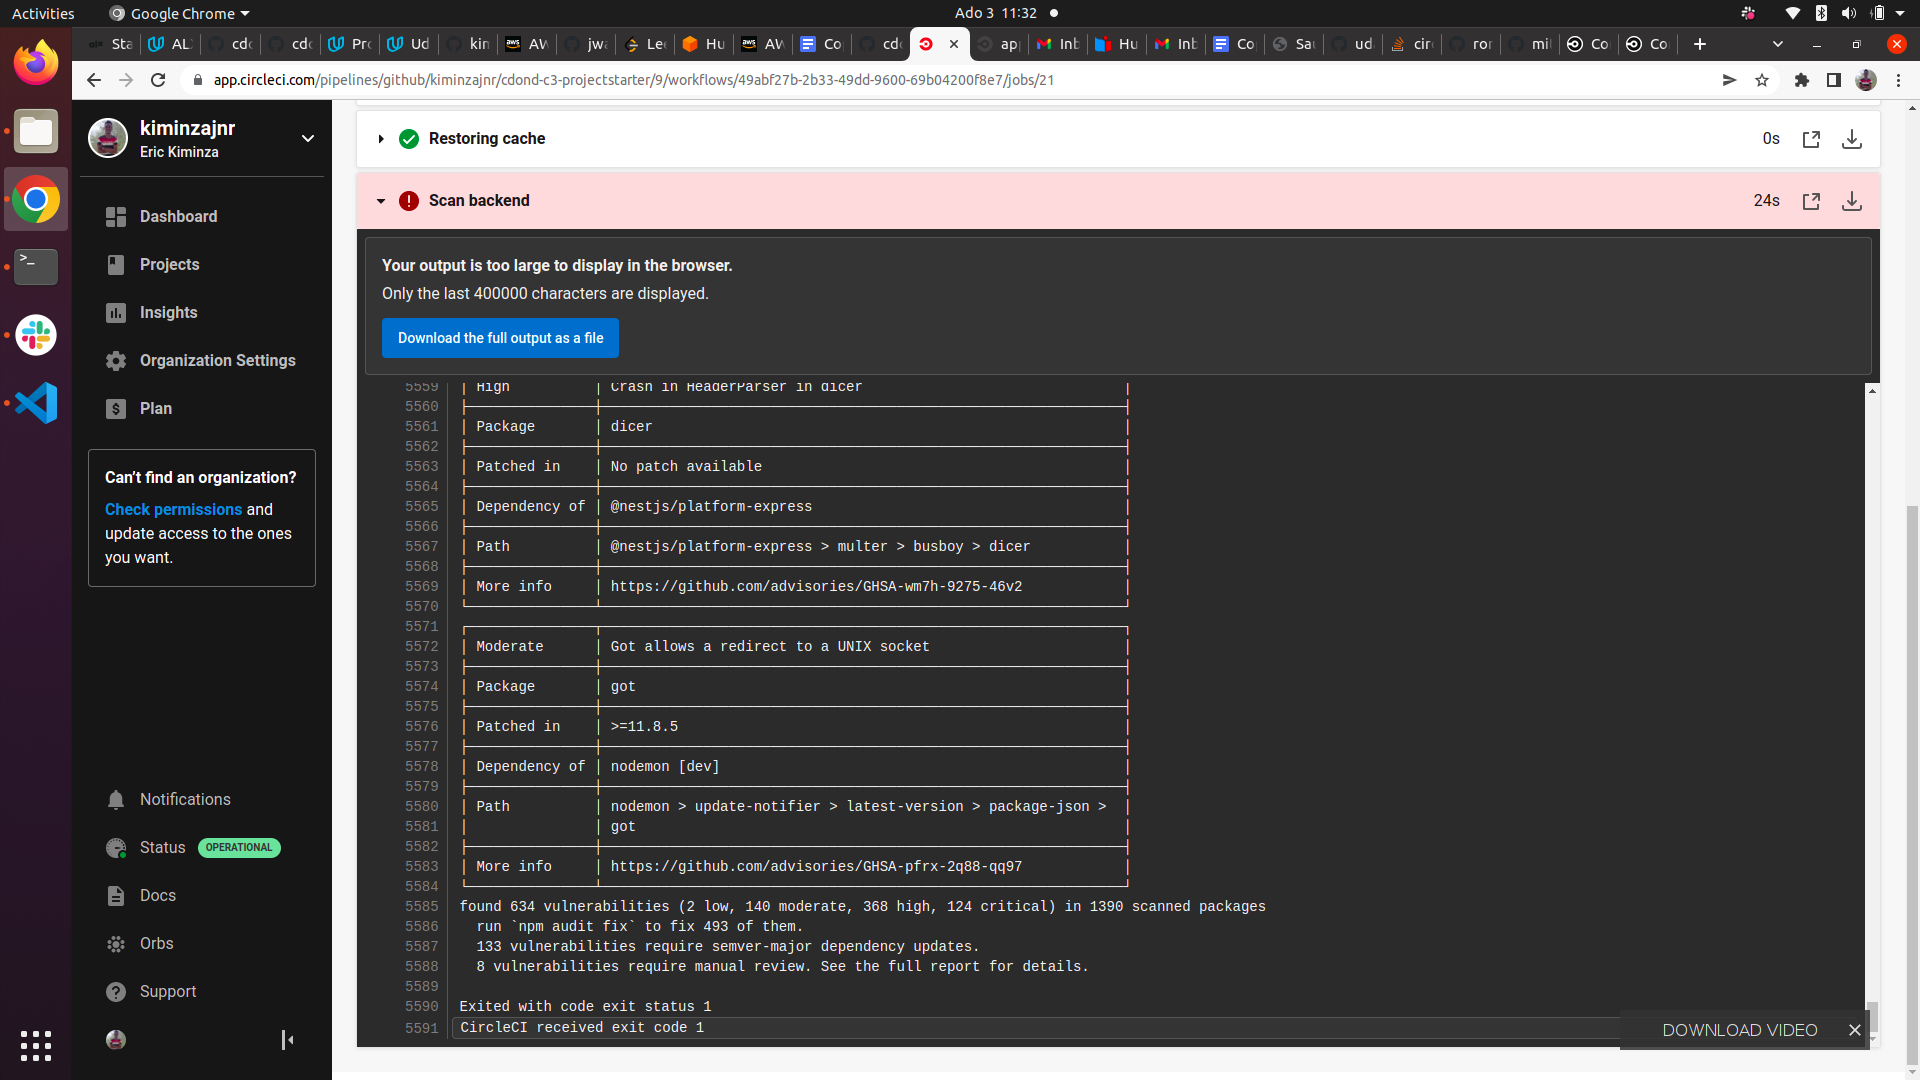 Activities
Google Chrome
Ado 3 11:32
Sta
AL
cdc
cdc
Pro
Ud
kin
AW
jwa
Lee
Hu
AW
Co
cdc
app
Inb
Hu
Inb
Co
Sau
ud
circ
ror
mi
Co
Co
app.circleci.com/pipelines/github/kiminzajnr/cdond-c3-projectstarter/9/workflows/49abf27b-2b33-49dd-9600-69b04200f8e7/jobs/21
kiminzajnr
Eric Kiminza
Dashboard
Projects
Insights
Organization Settings
Plan
Can't find an organization?
Check permissions and
update access to the ones
you want.
Notifications
Status OPERATIONAL
Docs
Orbs
Support
Restoring cache 0s
Scan backend 24s
Your output is too large to display in the browser.
Only the last 400000 characters are displayed.
Download the full output as a file
5559 High Crash in HeaderParser in dicer
5560
5561 Package dicer
5562
5563 Patched in No patch available
5564
5565 Dependency of @nestjs/platform-express
5566
5567 Path @nestjs/platform-express > multer > busboy > dicer
5568
5569 More info https://github.com/advisories/GHSA-wm7h-9275-46v2
5570
5571
5572 Moderate Got allows a redirect to a UNIX socket
5573
5574 Package got
5575
5576 Patched in >=11.8.5
5577
5578 Dependency of nodemon [dev]
5579
5580 Path nodemon > update-notifier > latest-version > package-json >
5581 got
5582
5583 More info https://github.com/advisories/GHSA-pfrx-2q88-qq97
5584
5585 found 634 vulnerabilities (2 low, 140 moderate, 368 high, 124 critical) in 1390 scanned packages
5586 run `npm audit fix` to fix 493 of them.
5587 133 vulnerabilities require semver-major dependency updates.
5588 8 vulnerabilities require manual review. See the full report for details.
5589
5590 Exited with code exit status 1
5591 CircleCI received exit code 1
DOWNLOAD VIDEO